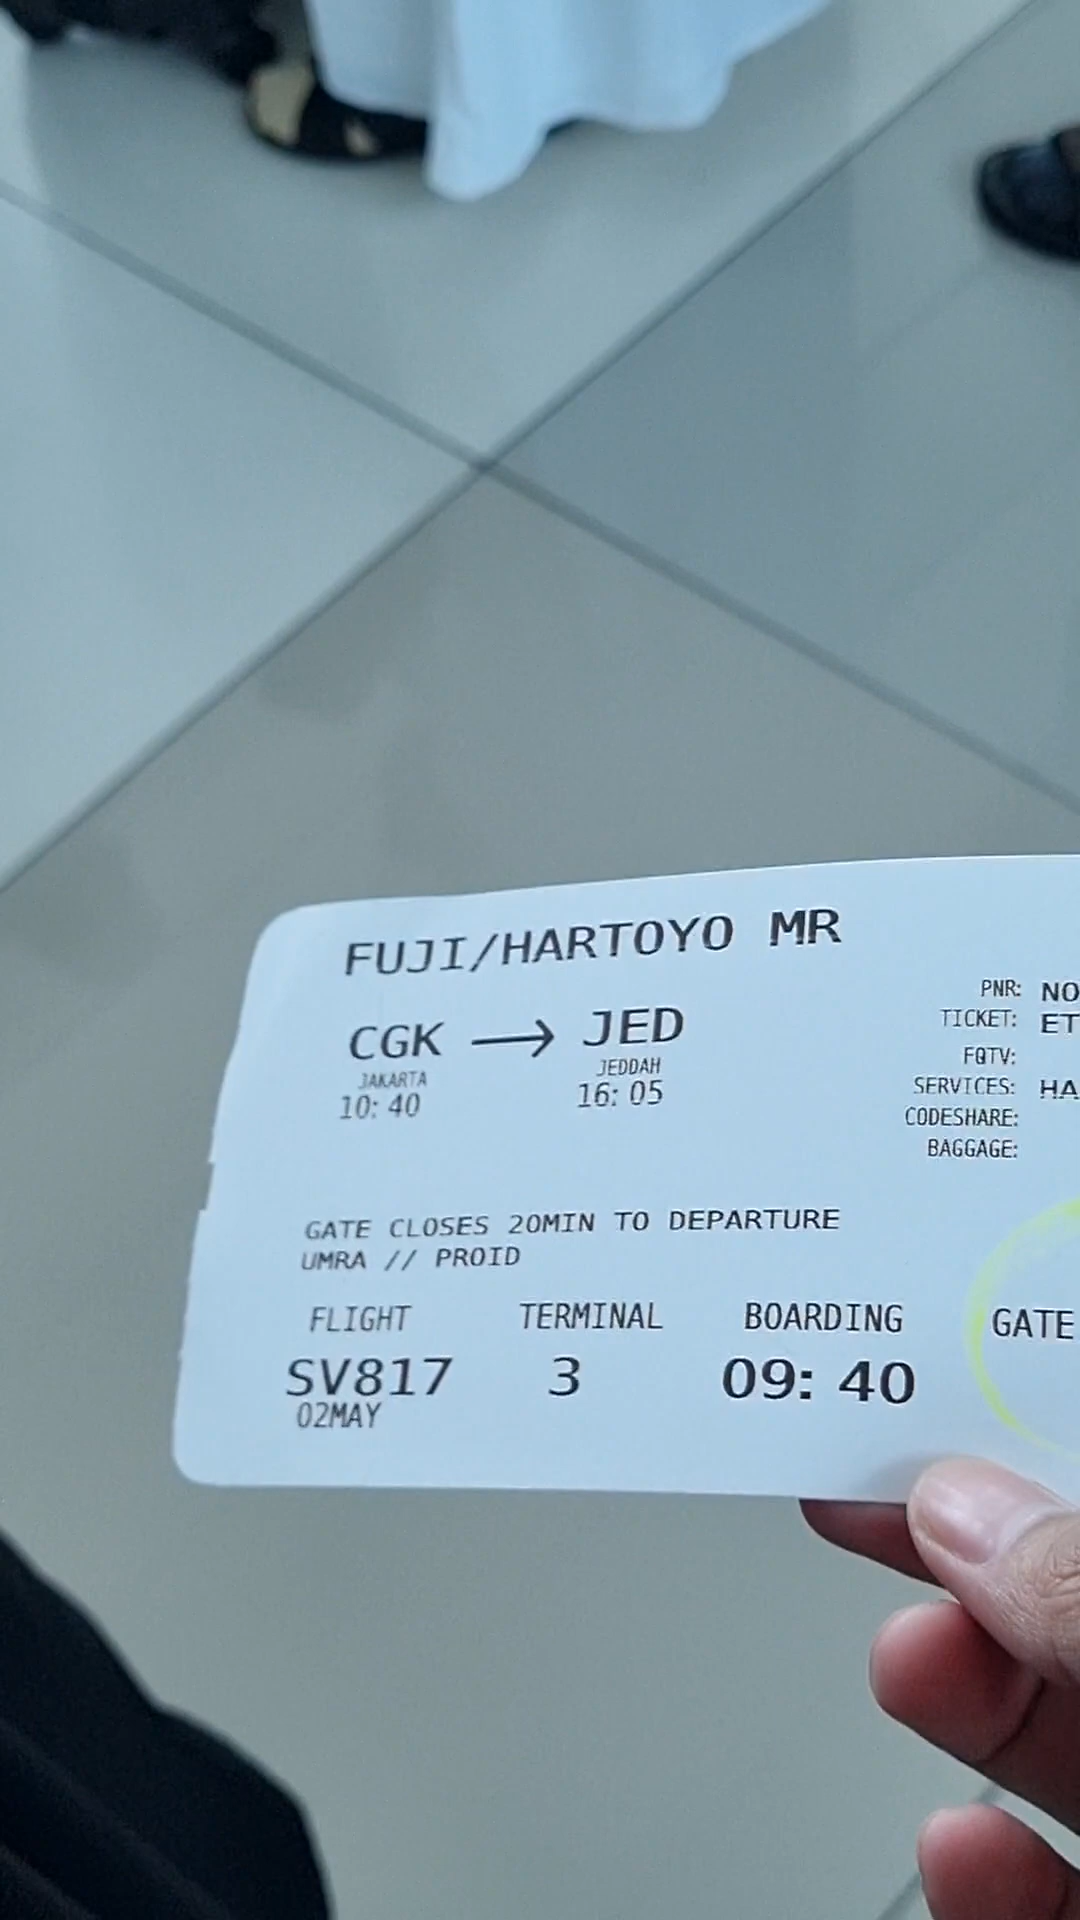 FUJI/HARTOYO MR
CGK → JED
JAKARTA JEDDAH
10: 40 16: 05
PNR: NO
TICKET: ET
FQTV:
SERVICES: HA
CODESHARE:
BAGGAGE:
GATE CLOSES 20MIN TO DEPARTURE
UMRA // PROID
FLIGHT TERMINAL BOARDING GATE
SV817 3 09: 40
02MAY